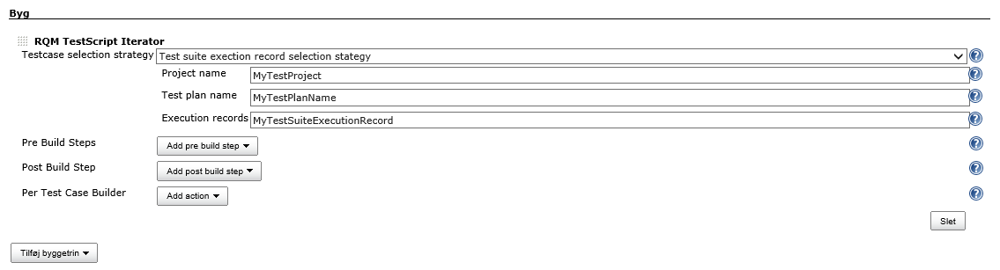 Byg
RQM TestScript Iterator
Testcase selection strategy Test suite exection record selection stategy
Project name MyTestProject
Test plan name MyTestPlanName
Execution records MyTestSuiteExecutionRecord
Pre Build Steps Add pre build step
Post Build Step Add post build step
Per Test Case Builder Add action
Slet
Tilføj byggetrin